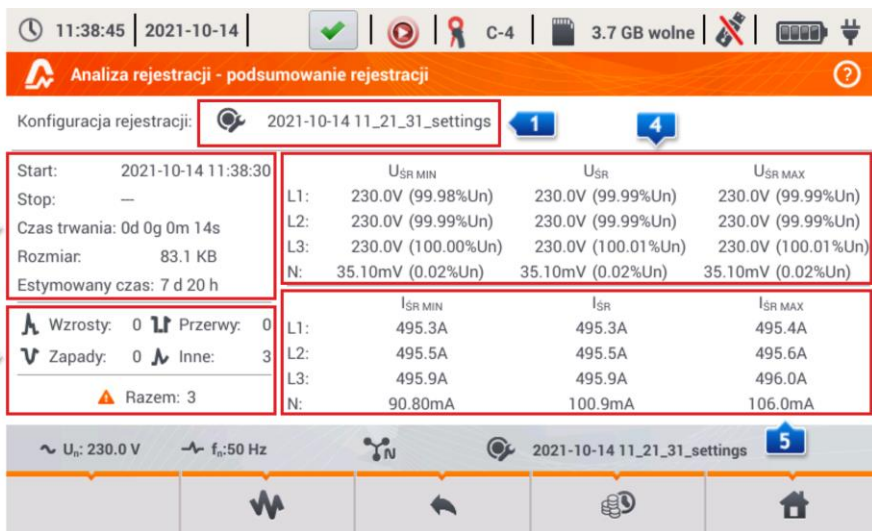 11:38:45 2021-10-14 C-4 3.7 GB wolne
Analiza rejestracji - podsumowanie rejestracji ?
Konfiguracja rejestracji: 2021-10-14 11_21_31_settings 1
4
Start: 2021-10-14 11:38:30
Stop: ---
Czas trwania: 0d 0g 0m 14s
Rozmiar: 83.1 KB
Estymowany czas: 7 d 20 h
UŚR MIN UŚR UŚR MAX
L1: 230.0V (99.98%Un) 230.0V (99.99%Un) 230.0V (99.99%Un)
L2: 230.0V (99.99%Un) 230.0V (99.99%Un) 230.0V (99.99%Un)
L3: 230.0V (100.00%Un) 230.0V (100.01%Un) 230.0V (100.01%Un)
N: 35.10mV (0.02%Un) 35.10mV (0.02%Un) 35.10mV (0.02%Un)
Wzrosty: 0 Przerwy: 0
Zapady: 0 Inne: 3
Razem: 3
IŚR MIN IŚR IŚR MAX
L1: 495.3A 495.3A 495.4A
L2: 495.5A 495.5A 495.6A
L3: 495.9A 495.9A 496.0A
N: 90.80mA 100.9mA 106.0mA
Un: 230.0 V fn:50 Hz N 2021-10-14 11_21_31_settings 5